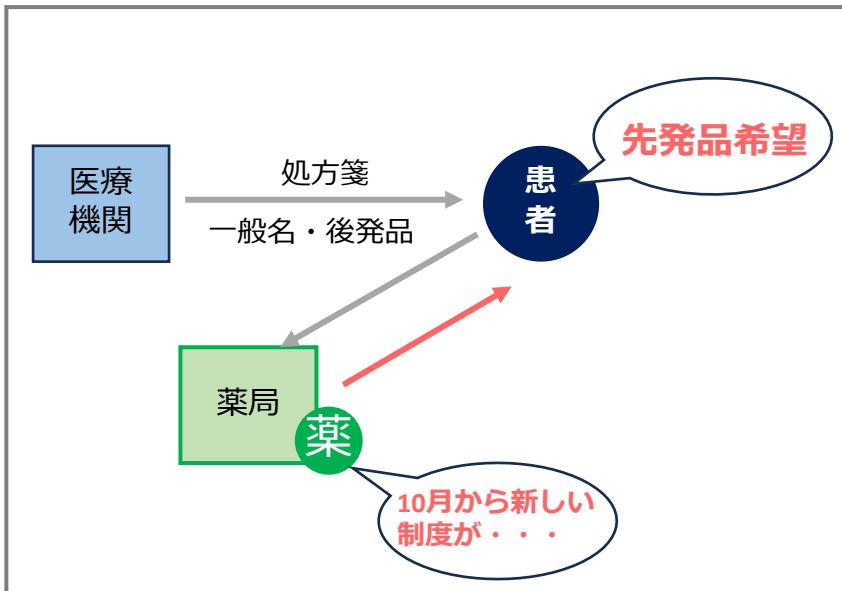 先発品希望
医療
機関
処方箋
患
者
一般名・後発品
薬局
薬
10月から新しい
制度が・・・